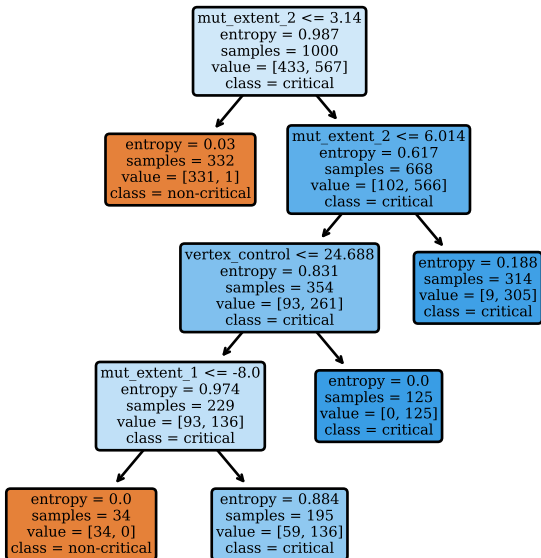 mut_extent_2 <= 3.14
entropy = 0.987
samples = 1000
value = [433, 567]
class = critical
entropy = 0.03
samples = 332
value = [331, 1]
class = non-critical
mut_extent_2 <= 6.014
entropy = 0.617
samples = 668
value = [102, 566]
class = critical
vertex_control <= 24.688
entropy = 0.831
samples = 354
value = [93, 261]
class = critical
entropy = 0.188
samples = 314
value = [9, 305]
class = critical
mut_extent_1 <= -8.0
entropy = 0.974
samples = 229
value = [93, 136]
class = critical
entropy = 0.0
samples = 125
value = [0, 125]
class = critical
entropy = 0.0
samples = 34
value = [34, 0]
class = non-critical
entropy = 0.884
samples = 195
value = [59, 136]
class = critical